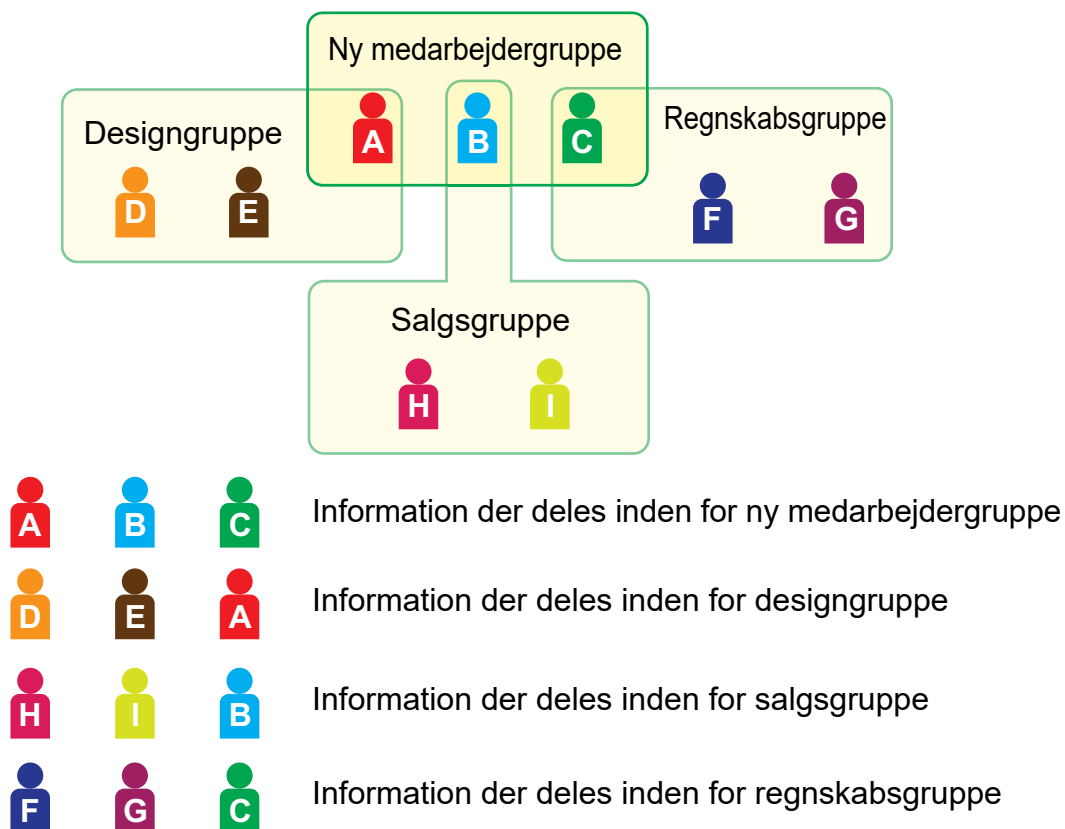 Ny medarbejdergruppe
A B C
Designgruppe
D E
Regnskabsgruppe
F G
Salgsgruppe
H I
A B C Information der deles inden for ny medarbejdergruppe
D E A Information der deles inden for designgruppe
H I B Information der deles inden for salgsgruppe
F G C Information der deles inden for regnskabsgruppe